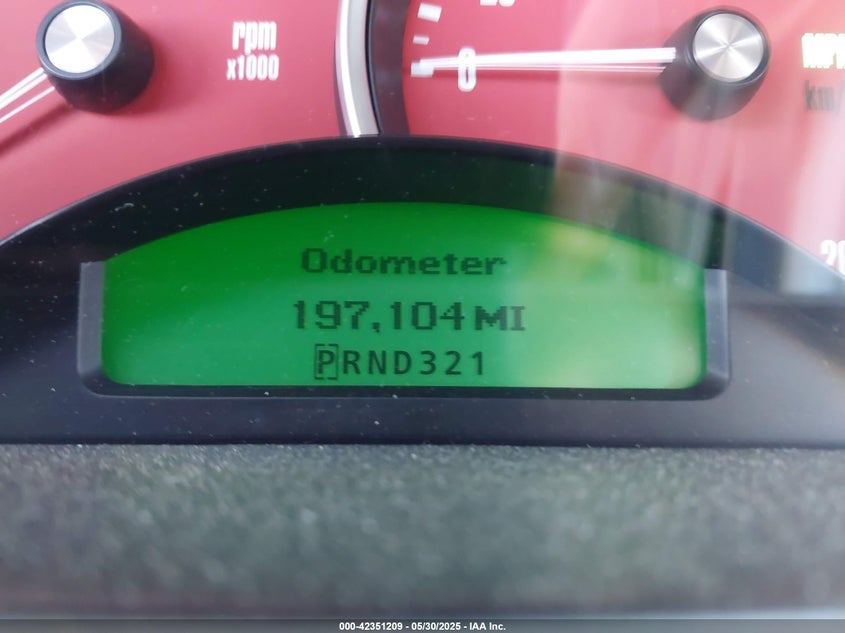 rpm
x1000
0
Odometer
197,104 MI
PRND321
000-42351209 - 05/30/2025 - IAA Inc.